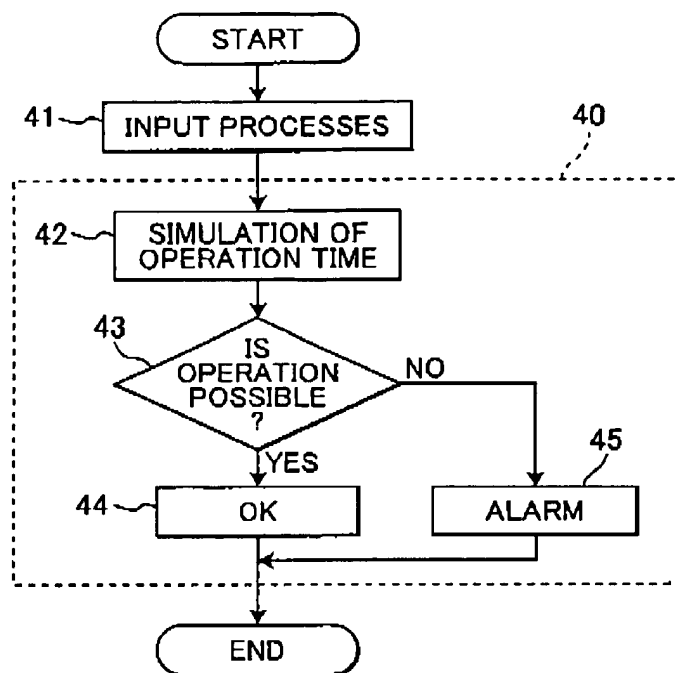 START
41
INPUT PROCESSES
40
42
SIMULATION OF
OPERATION TIME
43
IS
OPERATION
POSSIBLE
?
NO
YES
44
OK
45
ALARM
END